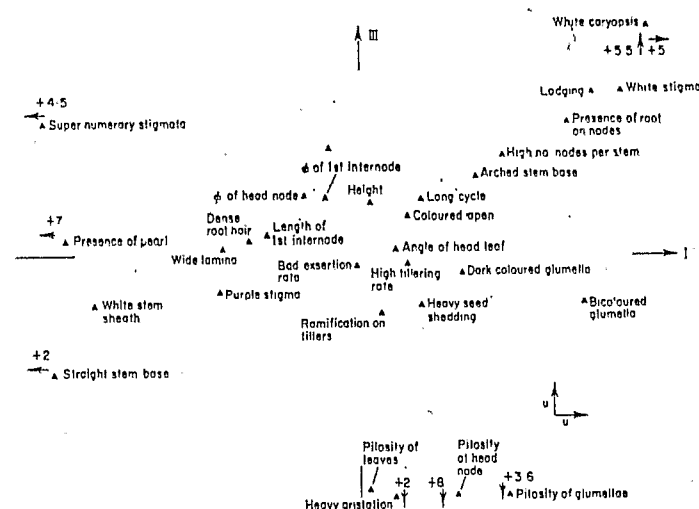 White caryopsis
III
+5 5
+5
Lodging
White stigma
+4·5
Super numerary stigmata
Presence of root
on nodes
High no nodes per stem
ɸ of 1st Internode
Arched stem base
ɸ of head node
Height
Long cycle
Coloured apen
+7
Dense
root hair
Length of
1st internode
Presence of pearl
Wide lamina
Angle of head leaf
I
Bad exsertion
rata
High tillering
rate
Dark coloured glumella
Purple stigma
White stem
sheath
Heavy seed
shedding
Bico'oured
glumella
Ramification on
tillers
+2
Straight stem base
u
u
Pilosity of
leaves
Pilosity
of head
node
+2
+8
+3 6
Heavy aristation
Pilosity of glumellae